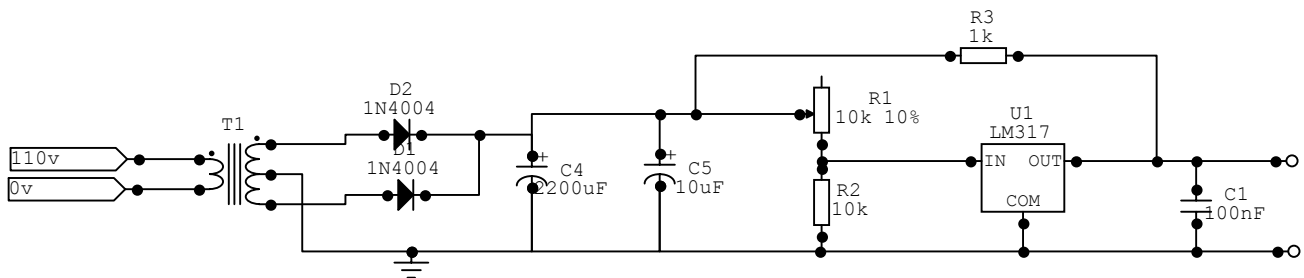 R3
1k
D2
1N4004
R1
10k 10%
U1
LM317
T1
D1
1N4004
110v
IN OUT
0v
+
C4
2200uF
+
C5
10uF
R2
10k
COM
C1
100nF